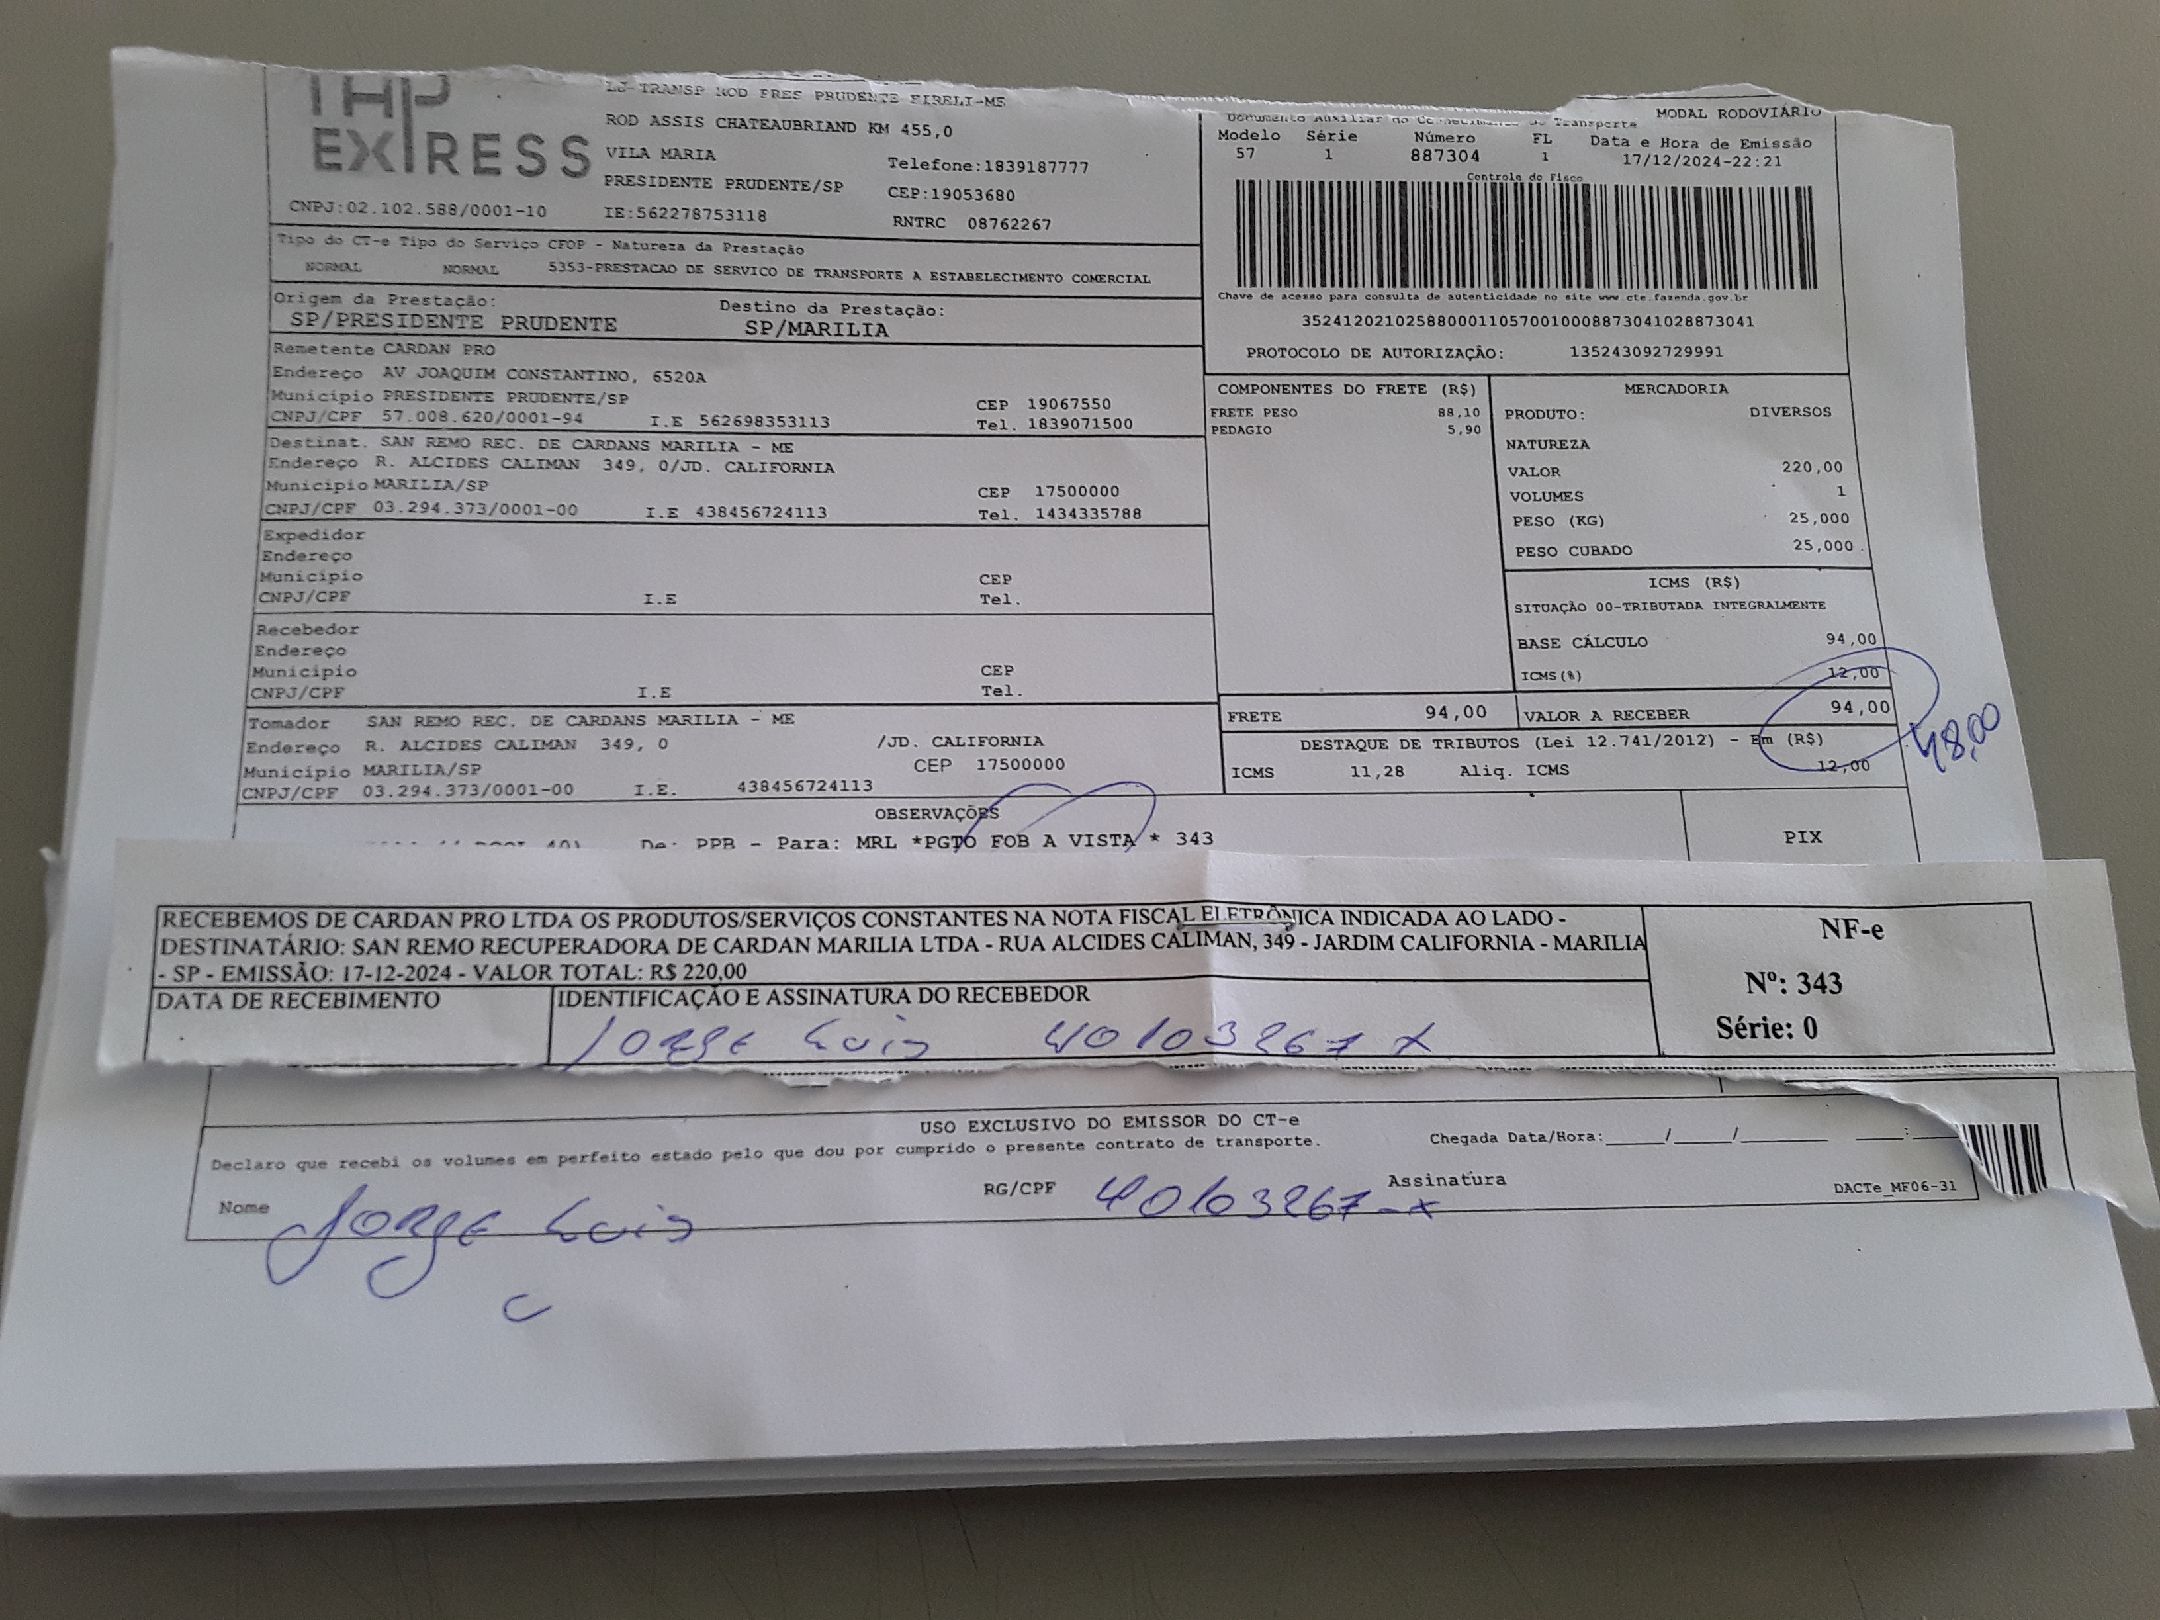 THP
EXPRESS
TRANSP ROD PRES PRUDENTE EIRELI-ME
ROD ASSIS CHATEAUBRIAND KM 455,0
VILA MARIA
Telefone:1839187777
PRESIDENTE PRUDENTE/SP
CEP:19053680
CNPJ:02.102.588/0001-10
IE:562278753118
RNTRC 08762267
MODAL RODOVIÁRIO
Documento Auxiliar do Conhecimento de Transporte
Modelo Série Número FL Data e Hora de Emissão
57 1 887304 1 17/12/2024-22:21
Controle do Fisco
Chave de acesso para consulta de autenticidade no site www.cte.fazenda.gov.br
35241202102588000110570010008873041028873041
PROTOCOLO DE AUTORIZAÇÃO: 135243092729991
Tipo do CT-e Tipo do Serviço CFOP - Natureza da Prestação
NORMAL NORMAL 5353-PRESTACAO DE SERVICO DE TRANSPORTE A ESTABELECIMENTO COMERCIAL
Origem da Prestação: Destino da Prestação:
SP/PRESIDENTE PRUDENTE SP/MARILIA
Remetente CARDAN PRO
Endereço AV JOAQUIM CONSTANTINO, 6520A
Municipio PRESIDENTE PRUDENTE/SP CEP 19067550
CNPJ/CPF 57.008.620/0001-94 I.E 562698353113 Tel. 1839071500
Destinat. SAN REMO REC. DE CARDANS MARILIA - ME
Endereço R. ALCIDES CALIMAN 349, 0/JD. CALIFORNIA
Municipio MARILIA/SP CEP 17500000
CNPJ/CPF 03.294.373/0001-00 I.E 438456724113 Tel. 1434335788
Expedidor
Endereço
Municipio CEP
CNPJ/CPF I.E Tel.
Recebedor
Endereço
Municipio CEP
CNPJ/CPF I.E Tel.
Tomador SAN REMO REC. DE CARDANS MARILIA - ME
Endereço R. ALCIDES CALIMAN 349, 0 /JD. CALIFORNIA
Municipio MARILIA/SP CEP 17500000
CNPJ/CPF 03.294.373/0001-00 I.E. 438456724113
COMPONENTES DO FRETE (R$)
FRETE PESO 88,10
PEDAGIO 5,90
MERCADORIA
PRODUTO: DIVERSOS
NATUREZA
VALOR 220,00
VOLUMES 1
PESO (KG) 25,000
PESO CUBADO 25,000
ICMS (R$)
SITUAÇÃO 00-TRIBUTADA INTEGRALMENTE
BASE CÁLCULO 94,00
ICMS(%) 12,00
FRETE 94,00 VALOR A RECEBER 94,00
48,00
DESTAQUE DE TRIBUTOS (Lei 12.741/2012) - Em (R$)
ICMS 11,28 Aliq. ICMS 12,00
OBSERVAÇÕES
De: PPB - Para: MRL *PGTO FOB A VISTA * 343
PIX
RECEBEMOS DE CARDAN PRO LTDA OS PRODUTOS/SERVIÇOS CONSTANTES NA NOTA FISCAL ELETRÔNICA INDICADA AO LADO -
DESTINATÁRIO: SAN REMO RECUPERADORA DE CARDAN MARILIA LTDA - RUA ALCIDES CALIMAN, 349 - JARDIM CALIFORNIA - MARILIA
- SP - EMISSÃO: 17-12-2024 - VALOR TOTAL: R$ 220,00
DATA DE RECEBIMENTO
IDENTIFICAÇÃO E ASSINATURA DO RECEBEDOR
Jorge Luis 40103267 x
NF-e
Nº: 343
Série: 0
USO EXCLUSIVO DO EMISSOR DO CT-e
Declaro que recebi os volumes em perfeito estado pelo que dou por cumprido o presente contrato de transporte.
Chegada Data/Hora:_____/_____/_______ ___:___
Nome Jorge Luis RG/CPF 40103267-x Assinatura
DACTe_MF06-31